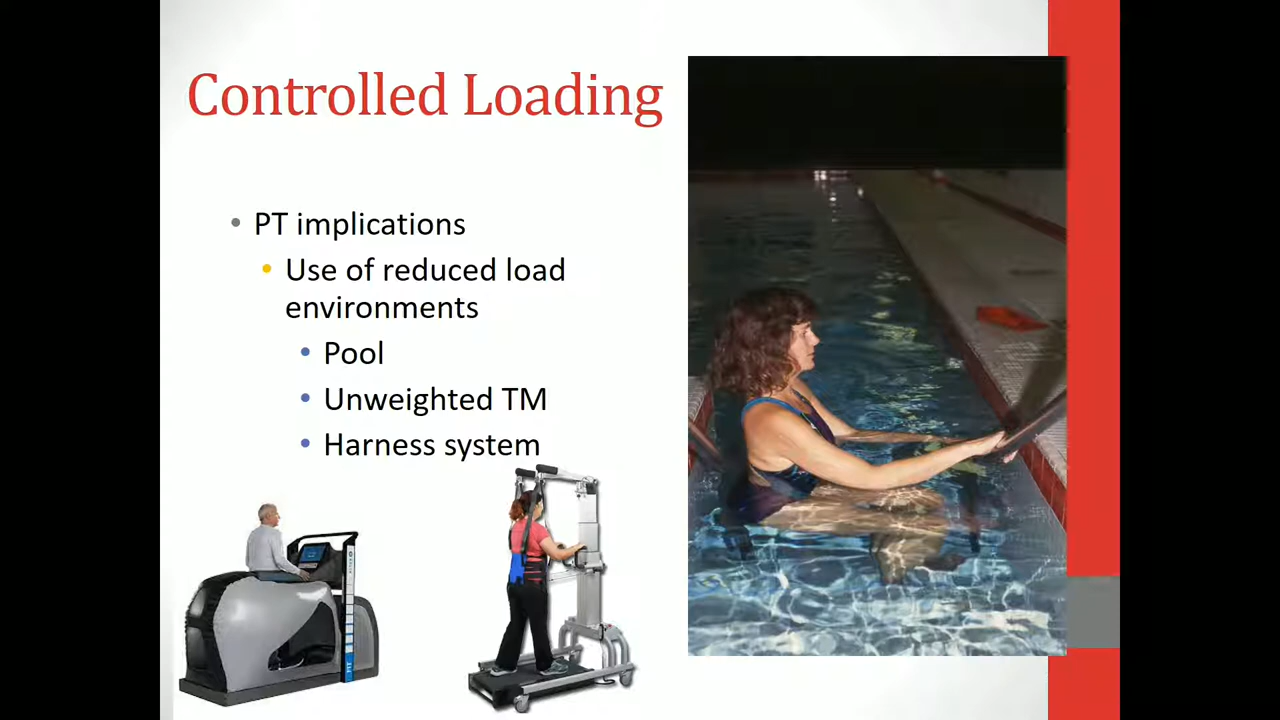 Controlled Loading
• PT implications
• Use of reduced load
environments
• Pool
• Unweighted TM
• Harness system